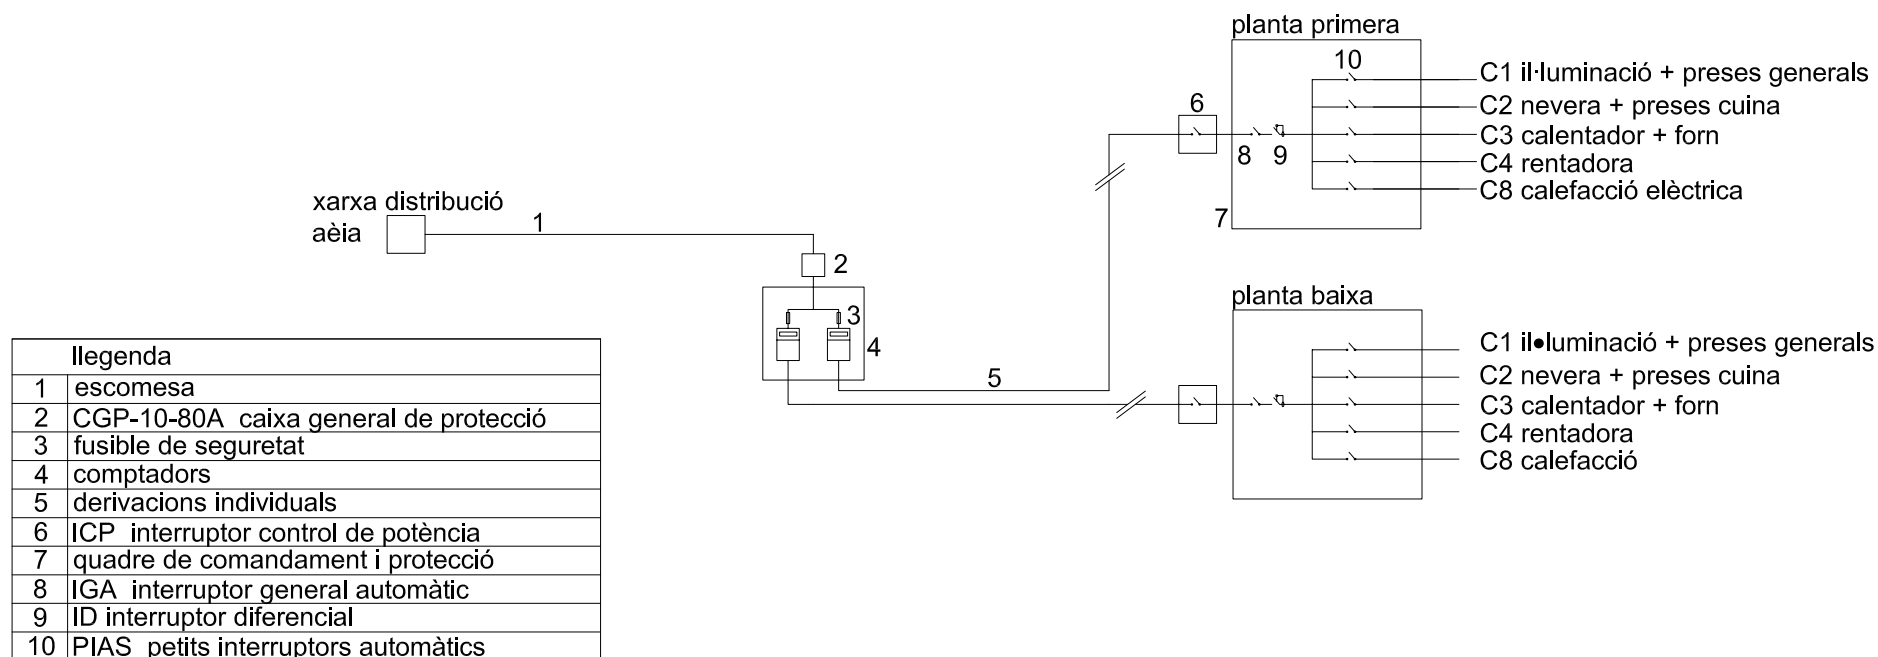 planta primera
10
C1 il·luminació + preses generals
C2 nevera + preses cuina
C3 calentador + forn
C4 rentadora
C8 calefacció elèctrica
6
8 9
7
xarxa distribució
aèia
1
2
3
4
5
planta baixa
C1 il•luminació + preses generals
C2 nevera + preses cuina
C3 calentador + forn
C4 rentadora
C8 calefacció
llegenda
1 escomesa
2 CGP-10-80A caixa general de protecció
3 fusible de seguretat
4 comptadors
5 derivacions individuals
6 ICP interruptor control de potència
7 quadre de comandament i protecció
8 IGA interruptor general automàtic
9 ID interruptor diferencial
10 PIAS petits interruptors automàtics